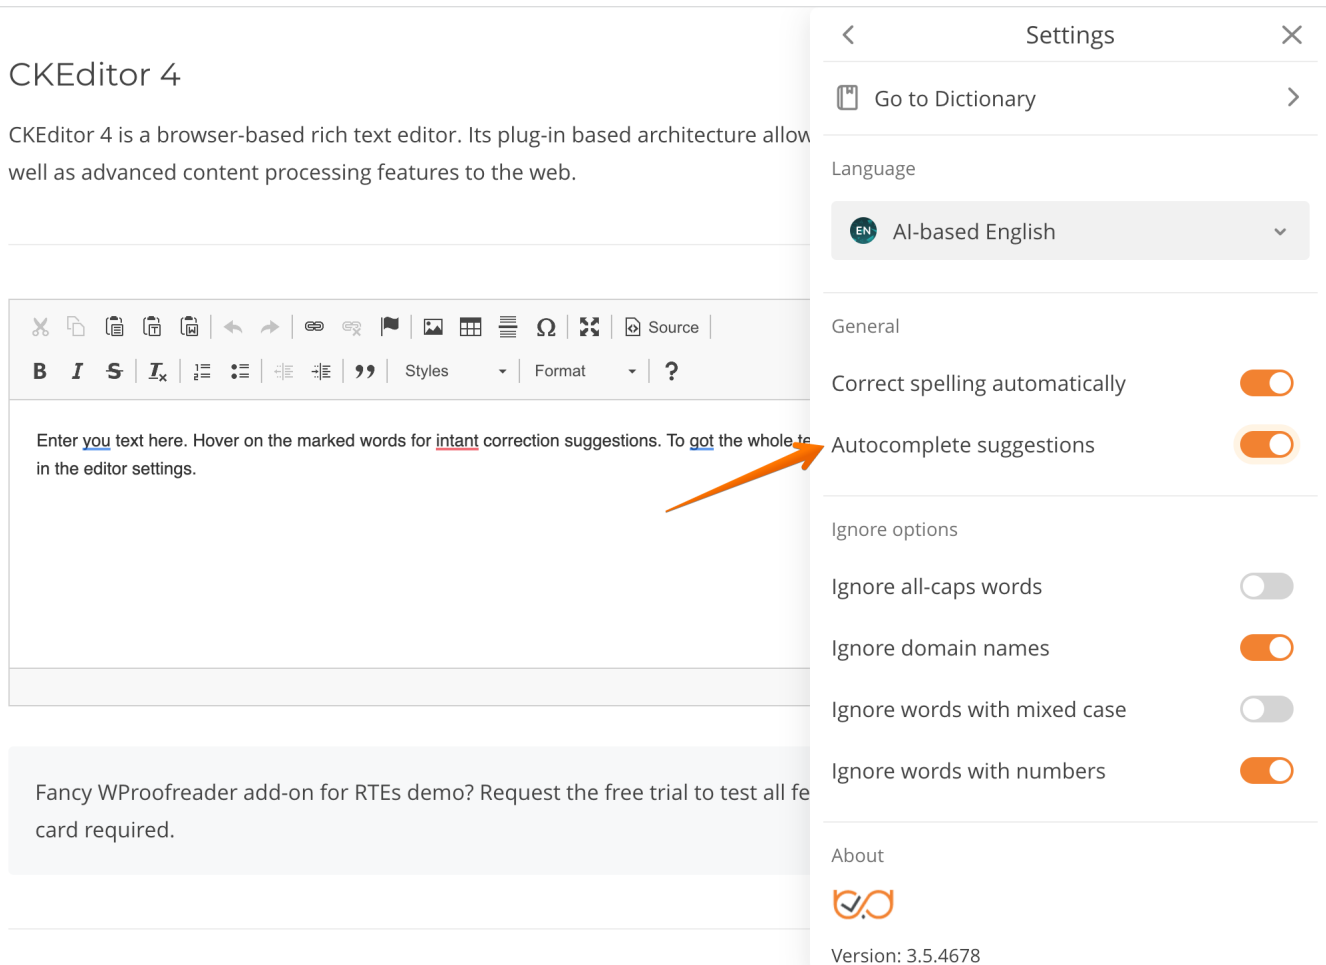 CKEditor 4
CKEditor 4 is a browser-based rich text editor. Its plug-in based architecture allow
well as advanced content processing features to the web.
Source
B I S Tx Styles Format ?
Enter you text here. Hover on the marked words for intant correction suggestions. To got the whole te
in the editor settings.
Fancy WProofreader add-on for RTEs demo? Request the free trial to test all fe
card required.
Settings
Go to Dictionary
Language
EN AI-based English
General
Correct spelling automatically
Autocomplete suggestions
Ignore options
Ignore all-caps words
Ignore domain names
Ignore words with mixed case
Ignore words with numbers
About
Version: 3.5.4678